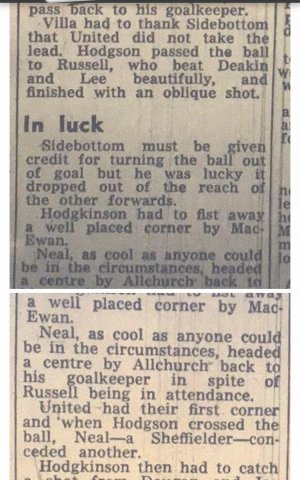 pass back to his goalkeeper.
Villa had to thank Sidebottom
that United did not take the
lead. Hodgson passed the ball
to Russell, who beat Deakin
and Lee beautifully, and
finished with an oblique shot.
In luck
Sidebottom must be given
credit for turning the ball out
of goal but he was lucky it
dropped out of the reach of
the other forwards.
Hodgkinson had to fist away
a well placed corner by Mac-
Ewan.
Neal, as cool as anyone could
be in the circumstances, headed
a centre by Allchurch back to
a well placed corner by Mac-
Ewan.
Neal, as cool as anyone could
be in the circumstances, headed
a centre by Allchurch back to
his goalkeeper in spite of
Russell being in attendance.
United had their first corner
and when Hodgson crossed the
ball, Neal—a Sheffielder—con-
ceded another.
Hodgkinson then had to catch
a shot from Dougan and